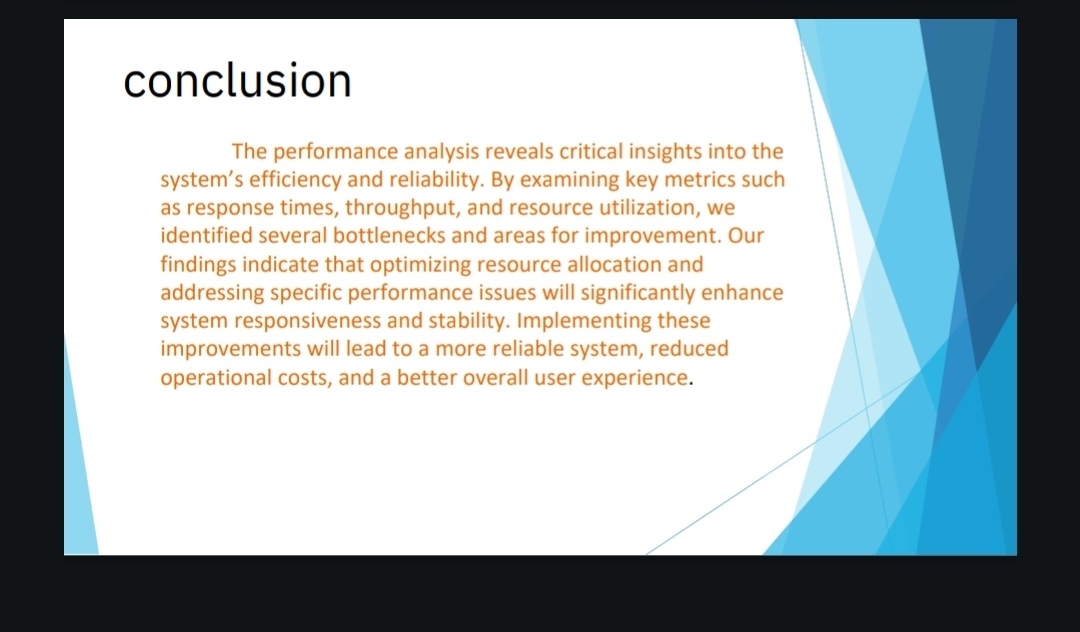 conclusion
The performance analysis reveals critical insights into the
system’s efficiency and reliability. By examining key metrics such
as response times, throughput, and resource utilization, we
identified several bottlenecks and areas for improvement. Our
findings indicate that optimizing resource allocation and
addressing specific performance issues will significantly enhance
system responsiveness and stability. Implementing these
improvements will lead to a more reliable system, reduced
operational costs, and a better overall user experience.